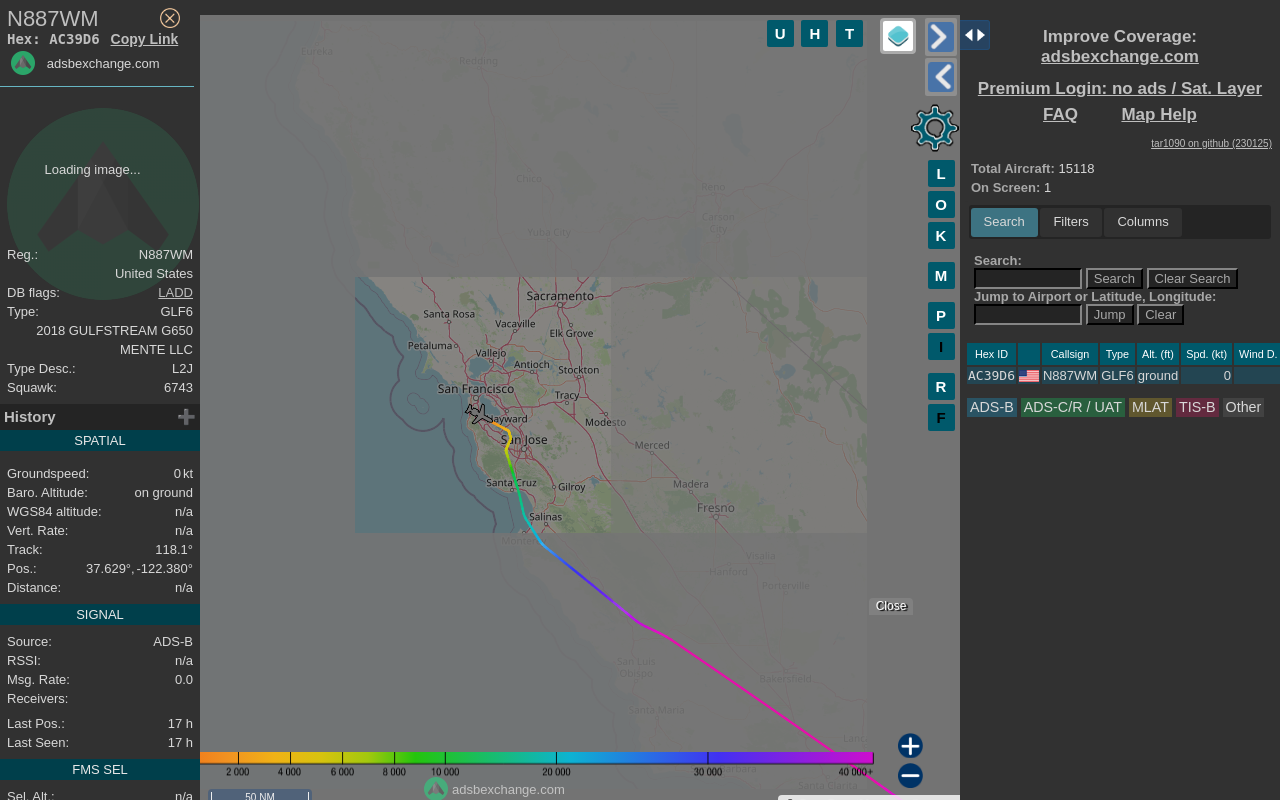 N887WM
Hex: AC39D6 Copy Link
adsbexchange.com
Loading image...
Reg.: N887WM
United States
DB flags: LADD
Type: GLF6
2018 GULFSTREAM G650
MENTE LLC
Type Desc.: L2J
Squawk: 6743
History
SPATIAL
Groundspeed: 0 kt
Baro. Altitude: on ground
WGS84 altitude: n/a
Vert. Rate: n/a
Track: 118.1°
Pos.: 37.629°, -122.380°
Distance: n/a
SIGNAL
Source: ADS-B
RSSI: n/a
Msg. Rate: 0.0
Receivers:
Last Pos.: 17 h
Last Seen: 17 h
FMS SEL
Sel. Alt.: n/a
U H T
L
O
K
M
P
I
R
F
Eureka
Redding
Chico
Reno
Carson
City
Yuba City
Sacramento
Santa Rosa
Vacaville
Elk Grove
Petaluma
Vallejo
Antioch
Stockton
San Francisco
Tracy
Hayward
Modesto
San Jose
Merced
Santa Cruz
Gilroy
Madera
Fresno
Salinas
Visalia
Hanford
Porterville
San Luis
Obispo
Bakersfield
Santa Maria
Close
2 000 4 000 6 000 8 000 10 000 20 000 30 000 40 000+
adsbexchange.com
50 NM
Improve Coverage:
adsbexchange.com
Premium Login: no ads / Sat. Layer
FAQ Map Help
tar1090 on github (230125)
Total Aircraft: 15118
On Screen: 1
Search Filters Columns
Search:
Search Clear Search
Jump to Airport or Latitude, Longitude:
Jump Clear
Hex ID Callsign Type Alt. (ft) Spd. (kt) Wind D.
AC39D6 N887WM GLF6 ground 0
ADS-B ADS-C/R / UAT MLAT TIS-B Other